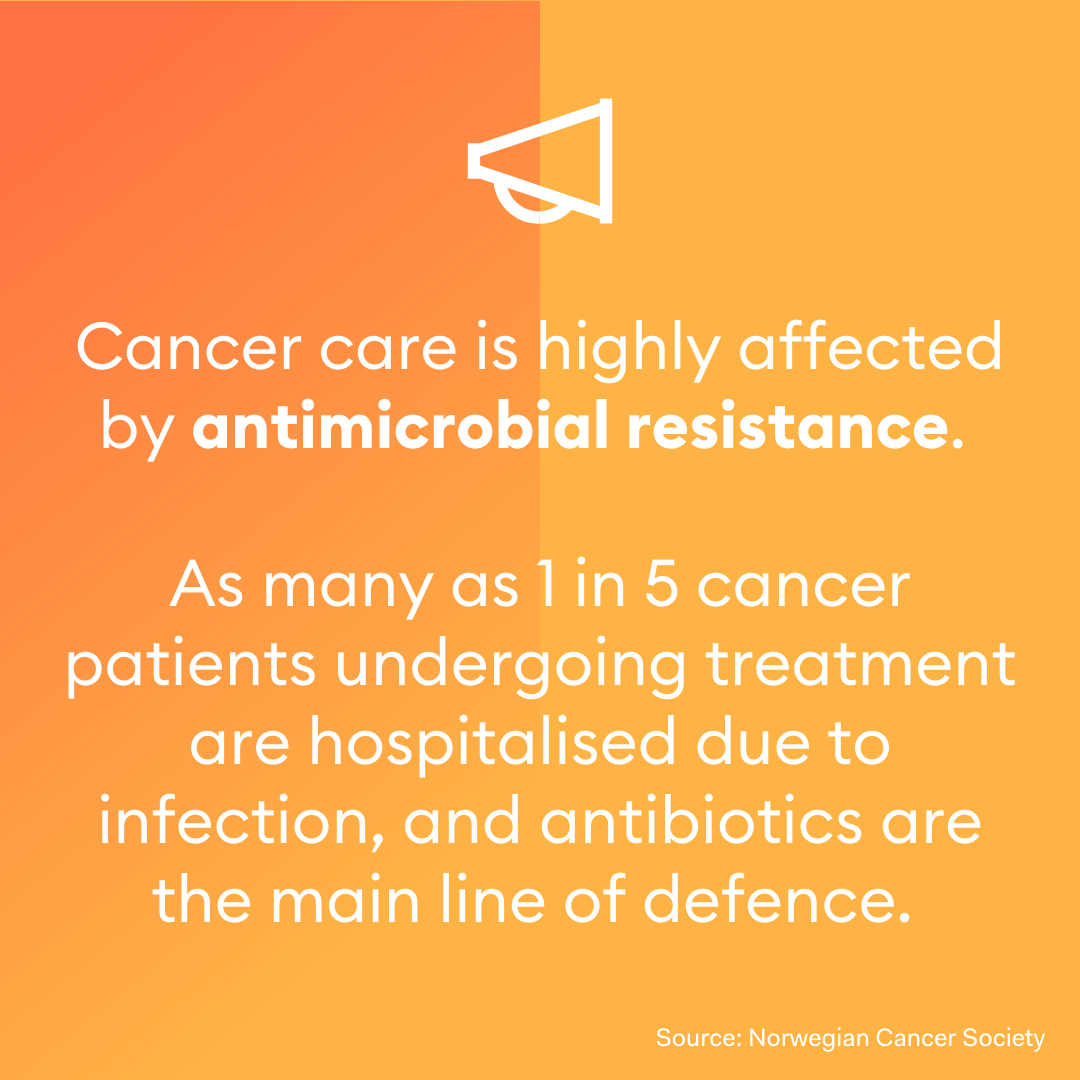 Cancer care is highly affected
by antimicrobial resistance.
As many as 1 in 5 cancer
patients undergoing treatment
are hospitalised due to
infection, and antibiotics are
the main line of defence.
Source: Norwegian Cancer Society